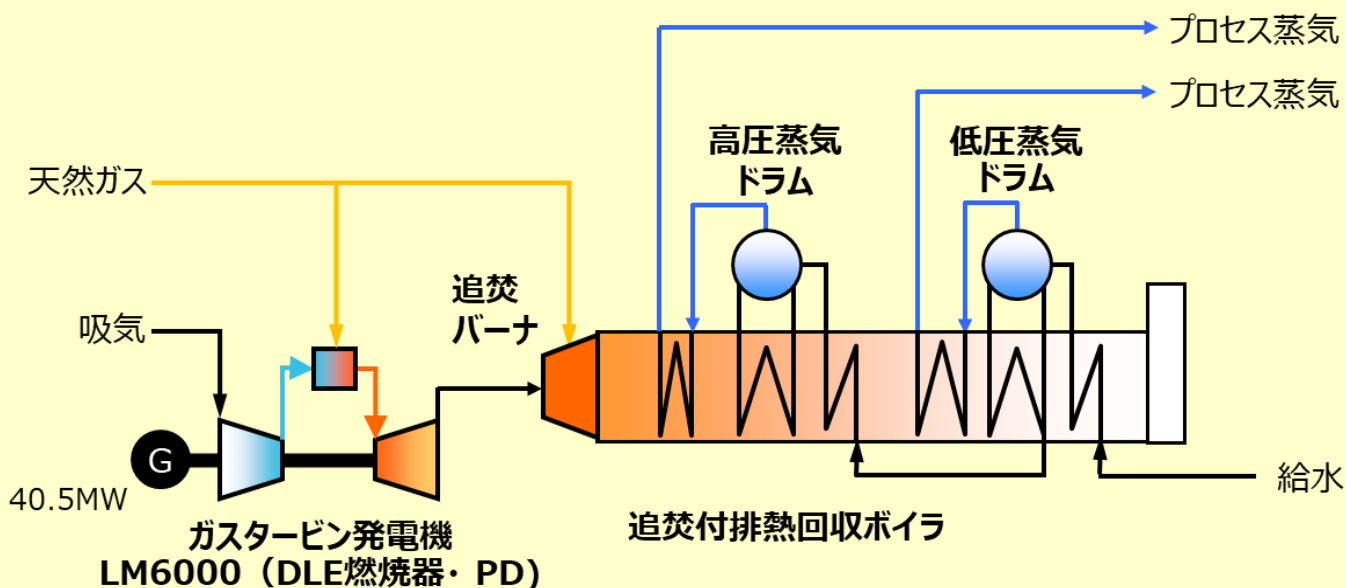 プロセス蒸気
プロセス蒸気
高圧蒸気
ドラム
低圧蒸気
ドラム
天然ガス
追焚
バーナ
吸気
G
40.5MW
給水
ガスタービン発電機
LM6000（DLE燃焼器・ PD)
追焚付排熱回収ボイラ